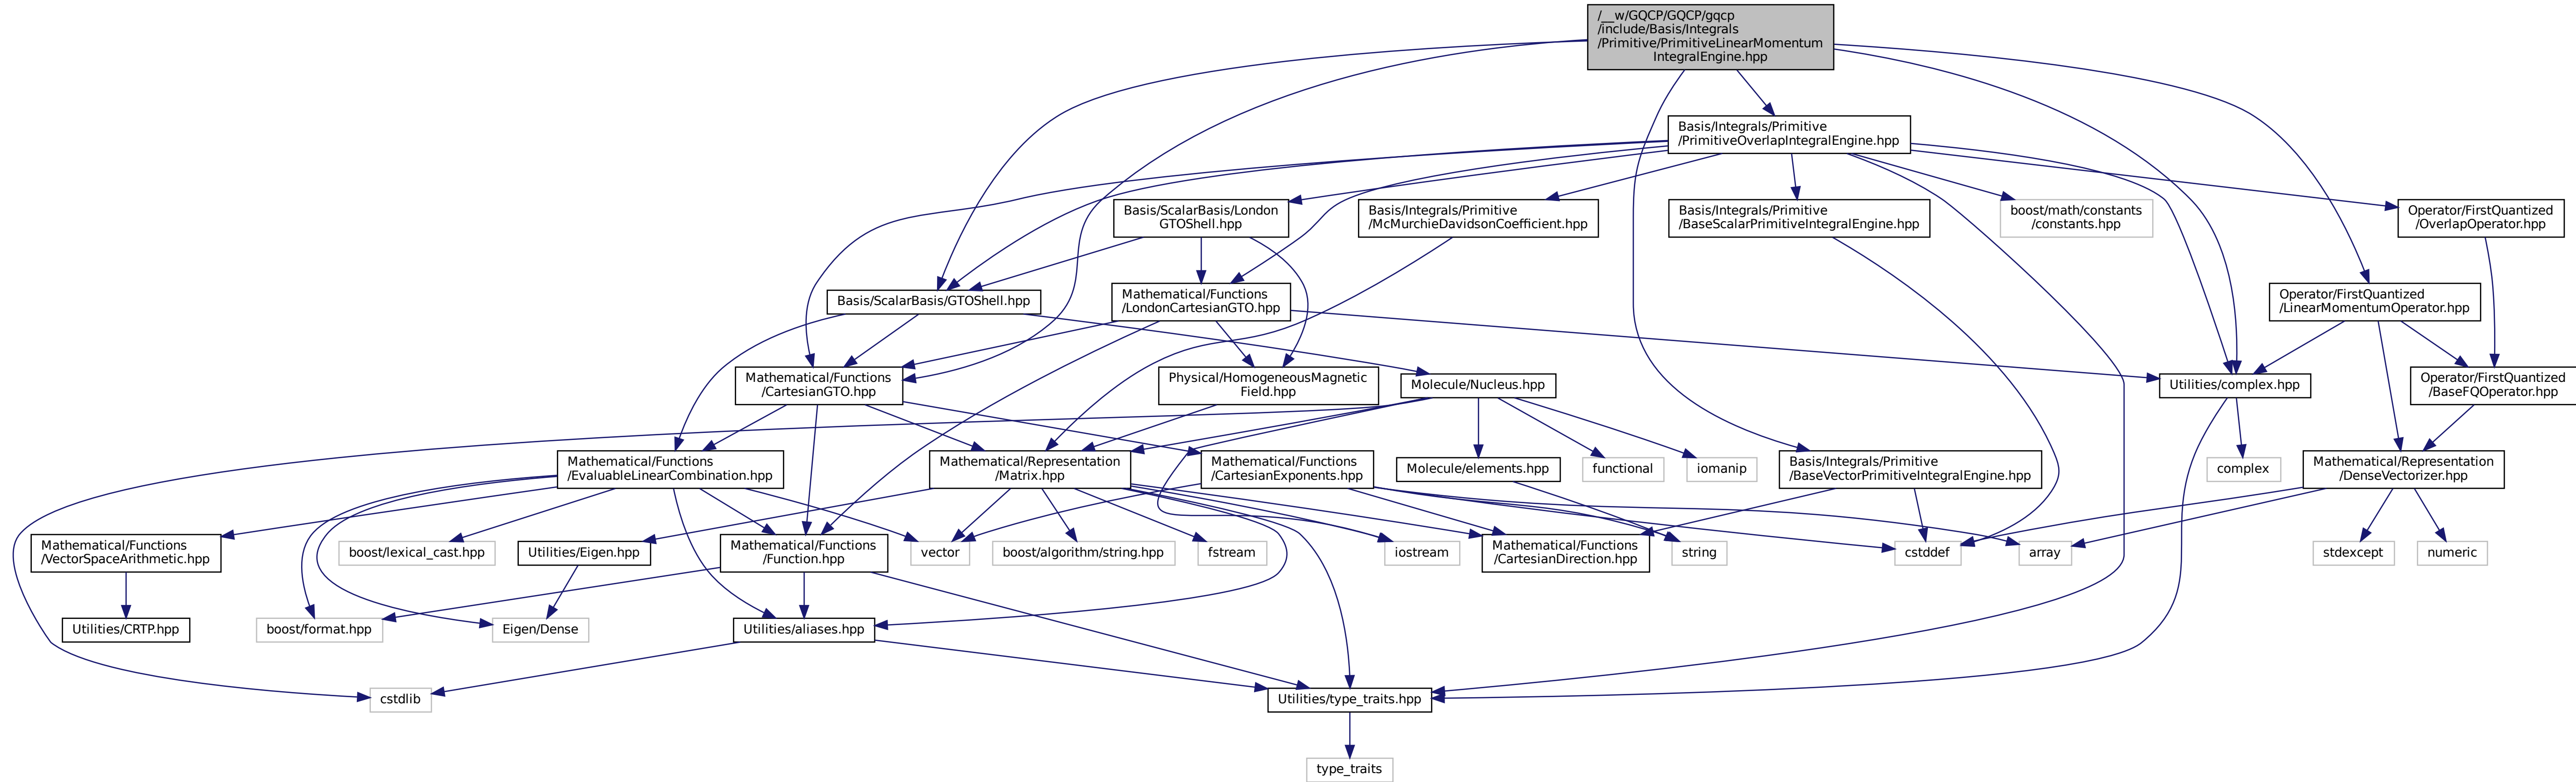 /__w/GQCP/GQCP/gqcp
/include/Basis/Integrals
/Primitive/PrimitiveLinearMomentum
IntegralEngine.hpp
Basis/Integrals/Primitive
/PrimitiveOverlapIntegralEngine.hpp
Basis/ScalarBasis/London
GTOShell.hpp
Basis/Integrals/Primitive
/McMurchieDavidsonCoefficient.hpp
Basis/Integrals/Primitive
/BaseScalarPrimitiveIntegralEngine.hpp
boost/math/constants
/constants.hpp
Operator/FirstQuantized
/OverlapOperator.hpp
Basis/ScalarBasis/GTOShell.hpp
Mathematical/Functions
/LondonCartesianGTO.hpp
Operator/FirstQuantized
/LinearMomentumOperator.hpp
Mathematical/Functions
/CartesianGTO.hpp
Physical/HomogeneousMagnetic
Field.hpp
Molecule/Nucleus.hpp
Utilities/complex.hpp
Operator/FirstQuantized
/BaseFQOperator.hpp
Mathematical/Functions
/EvaluableLinearCombination.hpp
Mathematical/Representation
/Matrix.hpp
Mathematical/Functions
/CartesianExponents.hpp
Molecule/elements.hpp
functional
iomanip
Basis/Integrals/Primitive
/BaseVectorPrimitiveIntegralEngine.hpp
complex
Mathematical/Representation
/DenseVectorizer.hpp
Mathematical/Functions
/VectorSpaceArithmetic.hpp
boost/lexical_cast.hpp
Utilities/Eigen.hpp
Mathematical/Functions
/Function.hpp
vector
boost/algorithm/string.hpp
fstream
iostream
Mathematical/Functions
/CartesianDirection.hpp
string
cstddef
array
stdexcept
numeric
Utilities/CRTP.hpp
boost/format.hpp
Eigen/Dense
Utilities/aliases.hpp
cstdlib
Utilities/type_traits.hpp
type_traits